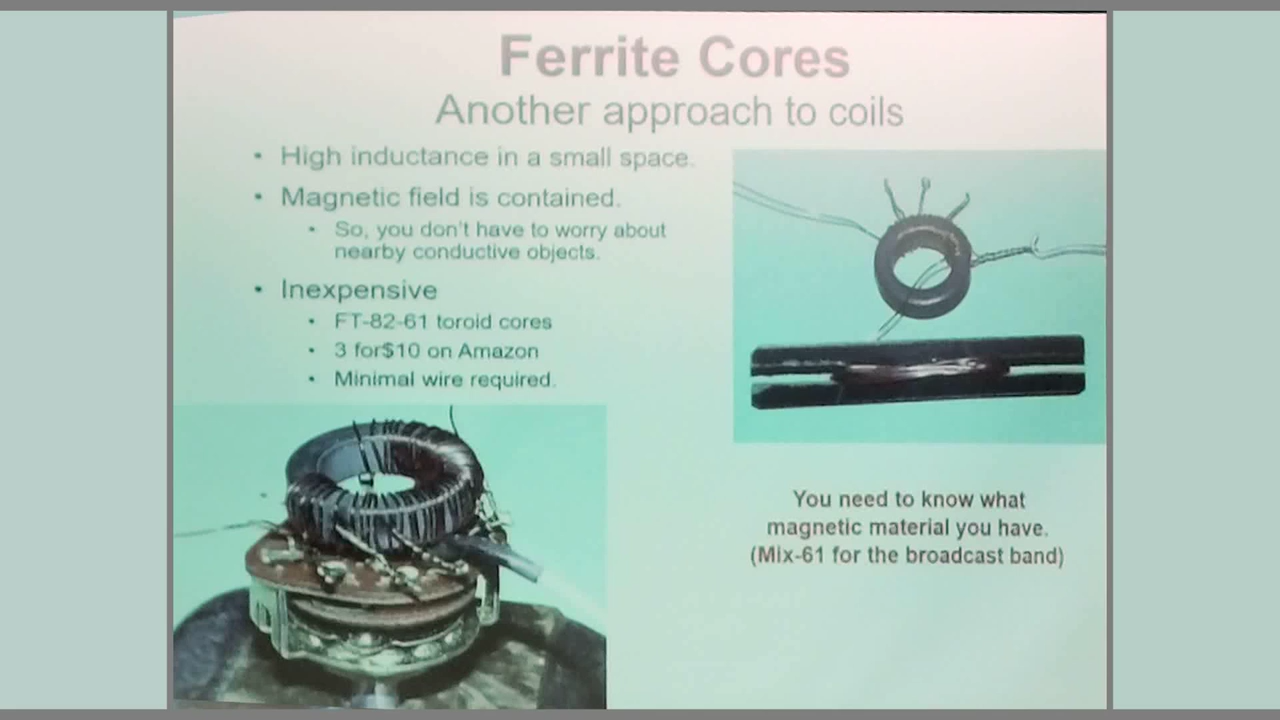 Ferrite Cores
Another approach to coils
• High inductance in a small space.
• Magnetic field is contained.
• So, you don't have to worry about
nearby conductive objects.
• Inexpensive
• FT-82-61 toroid cores
• 3 for$10 on Amazon
• Minimal wire required.
You need to know what
magnetic material you have.
(Mix-61 for the broadcast band)